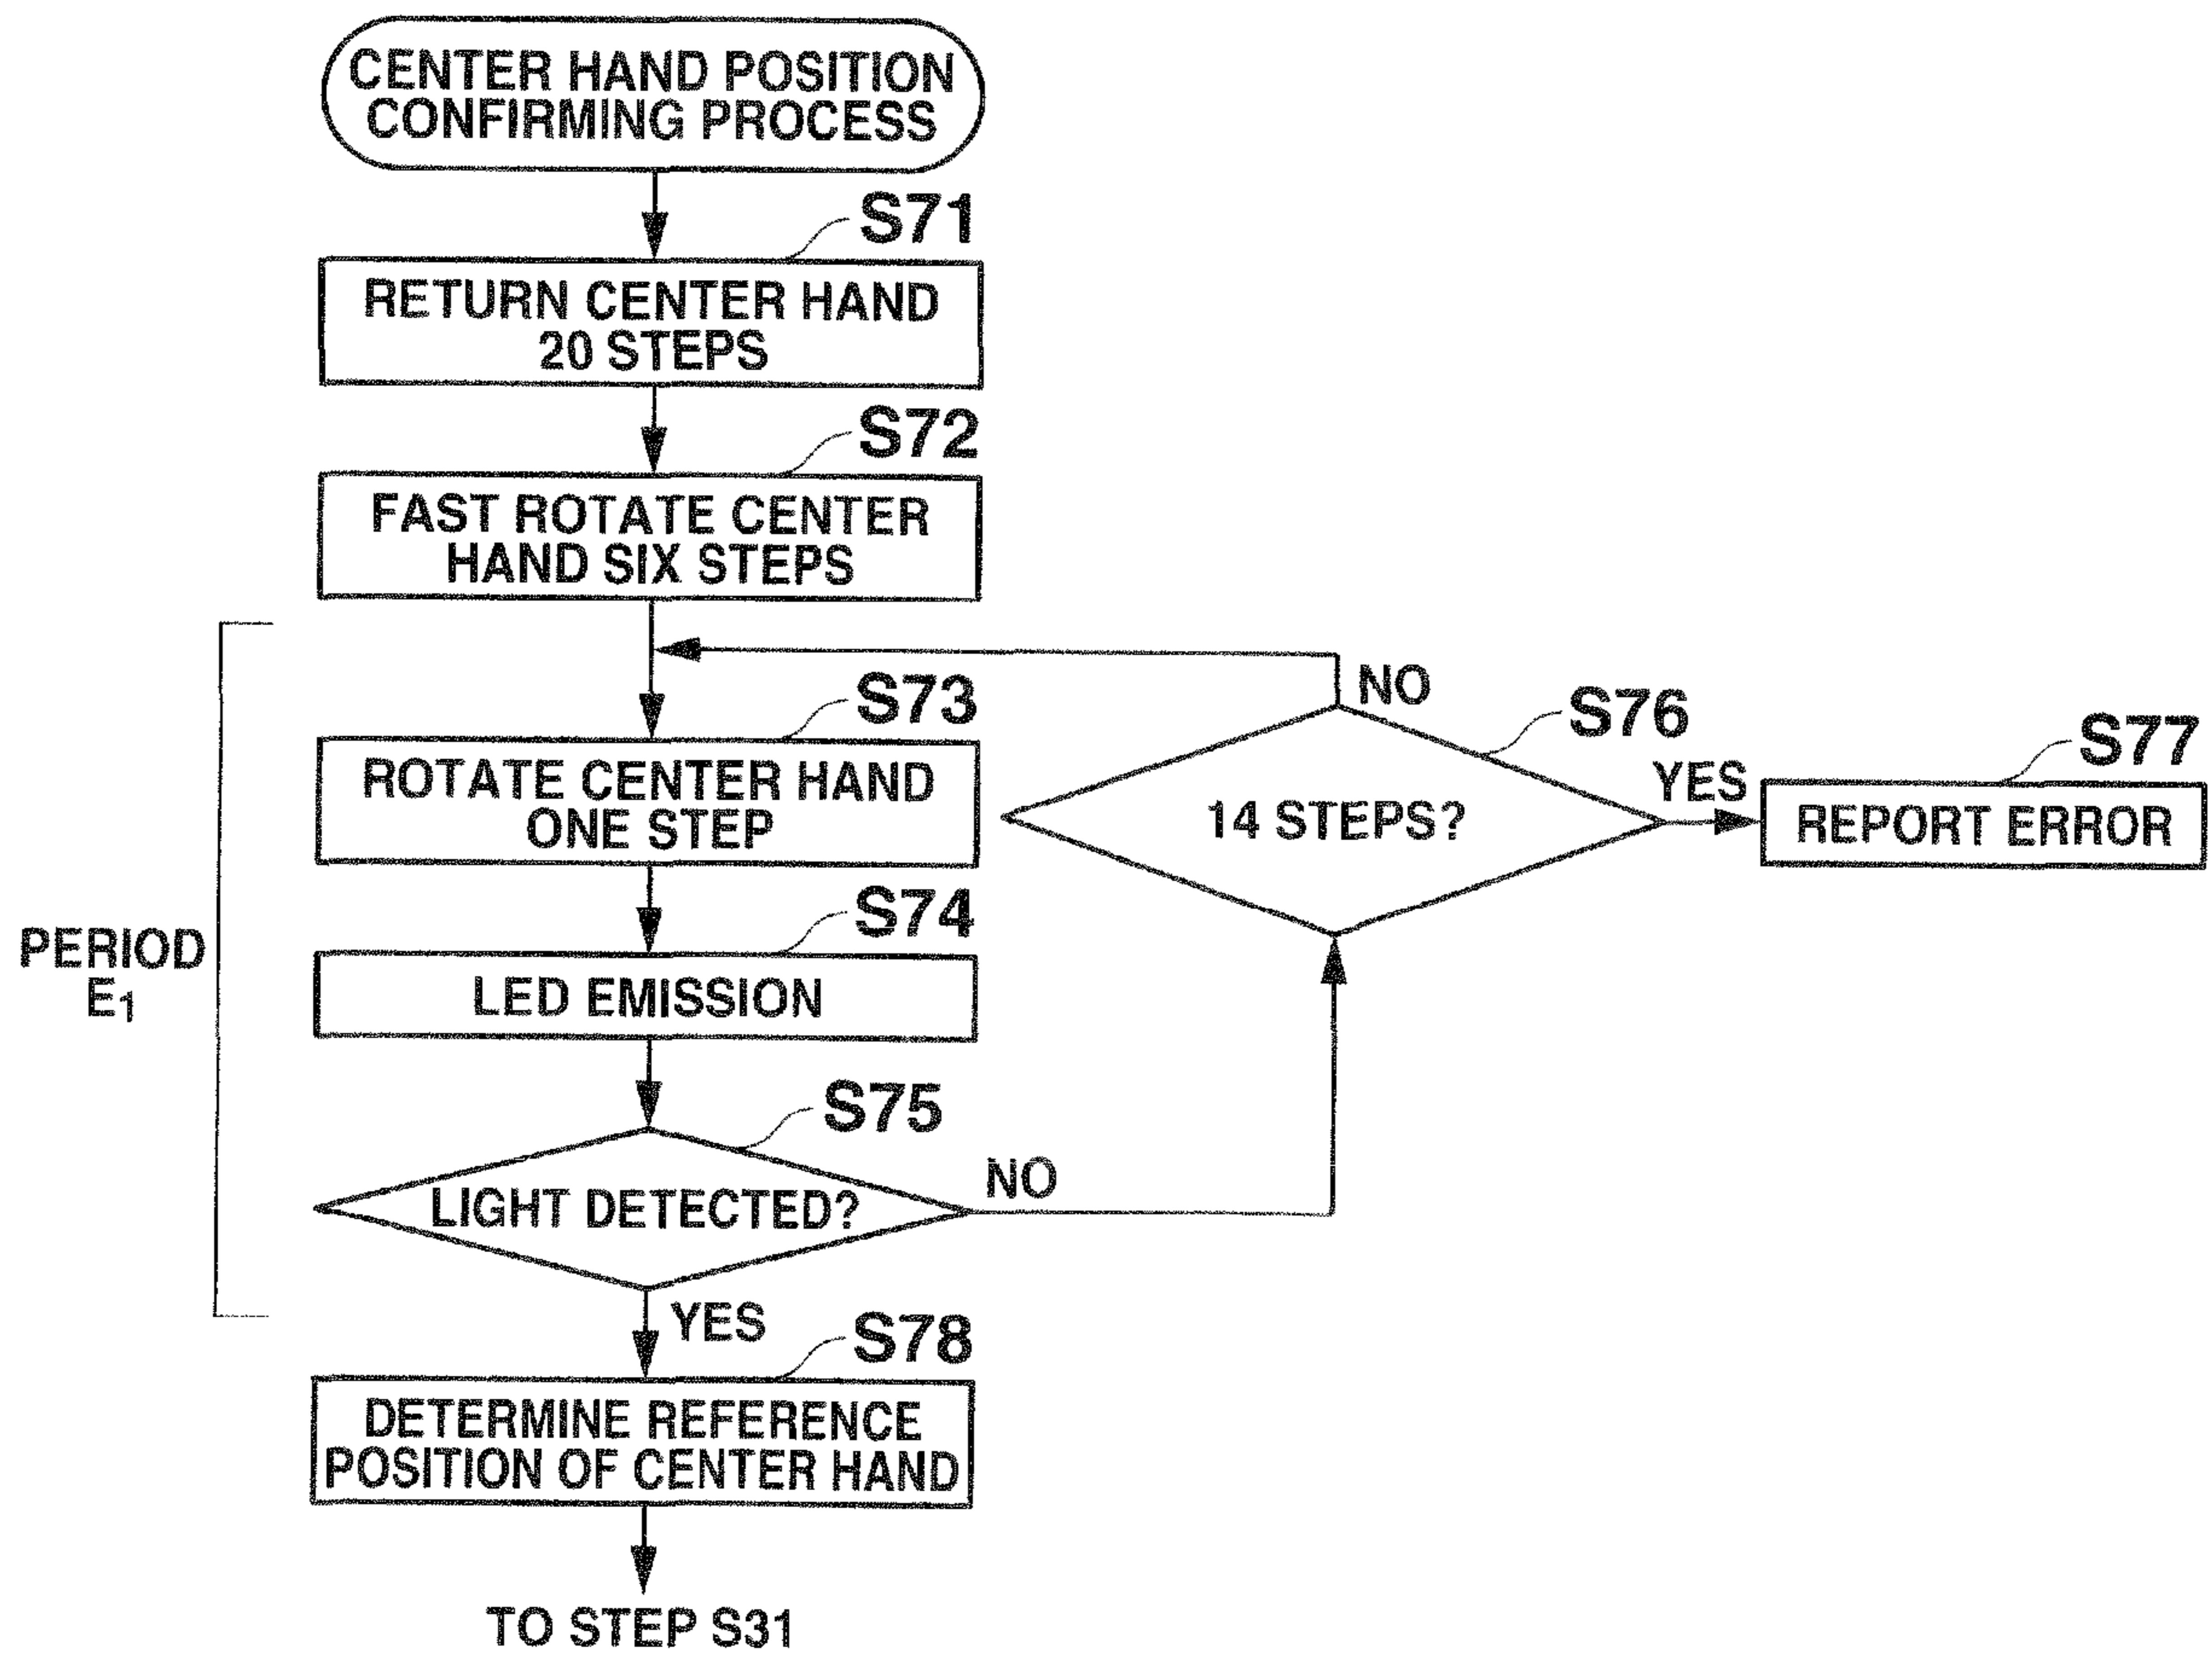 CENTER HAND POSITION
CONFIRMING PROCESS
S71
RETURN CENTER HAND
20 STEPS
S72
FAST ROTATE CENTER
HAND SIX STEPS
NO
S73
S76
S77
ROTATE CENTER HAND
ONE STEP
14 STEPS?
YES
REPORT ERROR
S74
PERIOD
E1
LED EMISSION
S75
LIGHT DETECTED?
NO
YES
S78
DETERMINE REFERENCE
POSITION OF CENTER HAND
TO STEP S31